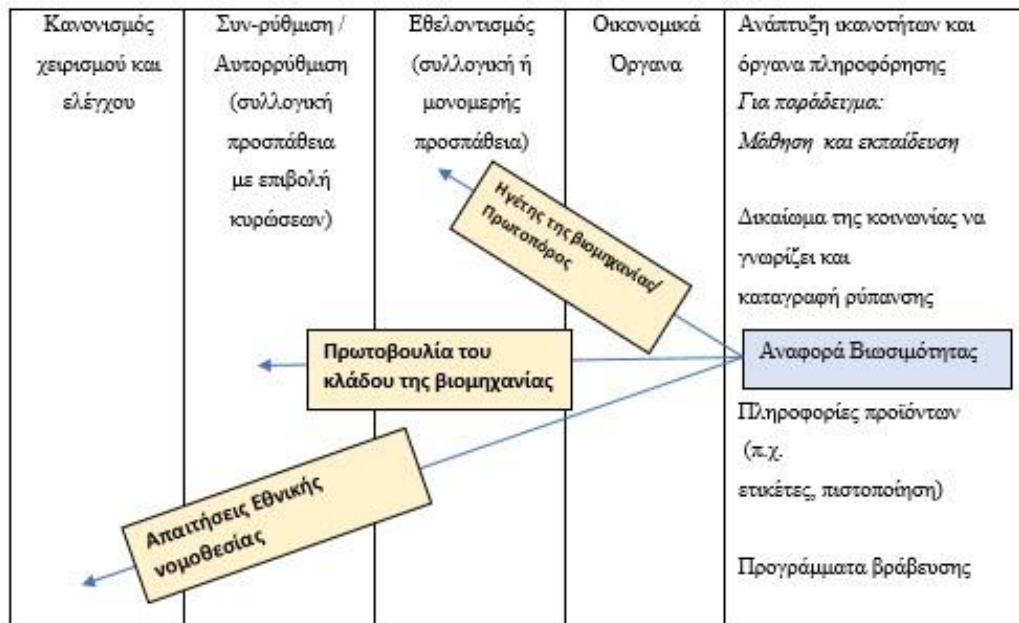 Κανονισμός
χειρισμού και
ελέγχου
Συν-ρύθμιση /
Αυτορρύθμιση
(συλλογική
προσπάθεια
με επιβολή
κυρώσεων)
Εθελοντισμός
(συλλογική ή
μονομερής
προσπάθεια)
Οικονομικά
Όργανα
Ανάπτυξη ικανοτήτων και
όργανα πληροφόρησης
Για παράδειγμα:
Μάθηση και εκπαίδευση
Δικαίωμα της κοινωνίας να
γνωρίζει και
καταγραφή ρύπανσης
Αναφορά Βιωσιμότητας
Πληροφορίες προϊόντων
(π.χ.
ετικέτες, πιστοποίηση)
Προγράμματα βράβευσης
Ηγέτης της βιομηχανίας/
Πρωτοπόρος
Πρωτοβουλία του
κλάδου της βιομηχανίας
Απαιτήσεις Εθνικής
νομοθεσίας